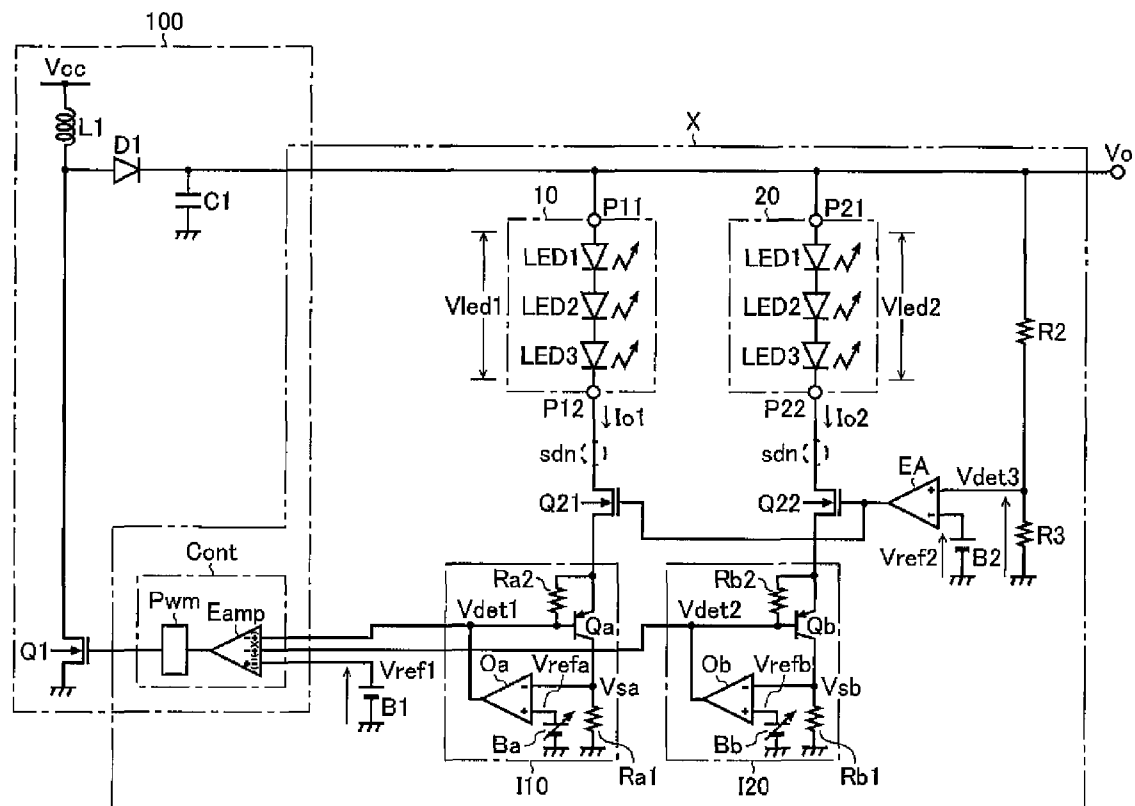 100
Vcc
L1
D1
C1
X
Vo
10
P11
20
P21
LED1
LED1
Vled1
LED2
LED2
Vled2
LED3
LED3
R2
P12
Io1
P22
Io2
sdn
sdn
EA
Vdet3
Q21
Q22
R3
Vref2
B2
Cont
Pwm
Eamp
Ra2
Rb2
Vdet1
Vdet2
Qa
Qb
Q1
Vref1
Oa
Vrefa
Vsa
Ob
Vrefb
Vsb
B1
Ba
Ra1
Bb
Rb1
I10
I20